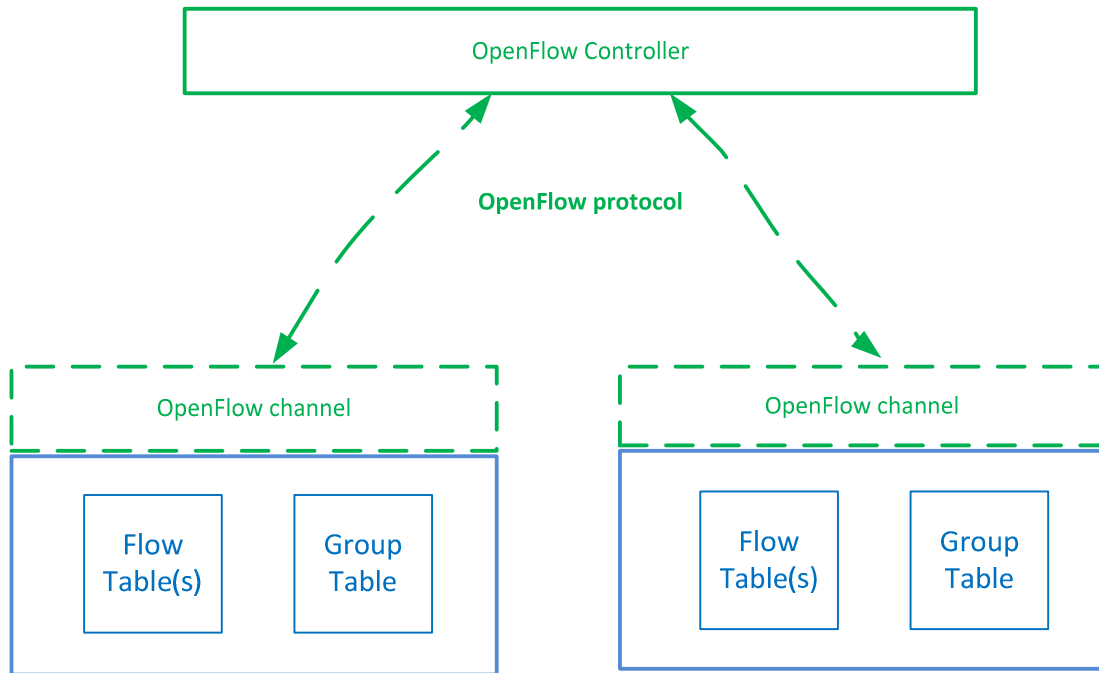 OpenFlow Controller
OpenFlow protocol
OpenFlow channel
OpenFlow channel
Flow
Table(s)
Group
Table
Flow
Table(s)
Group
Table